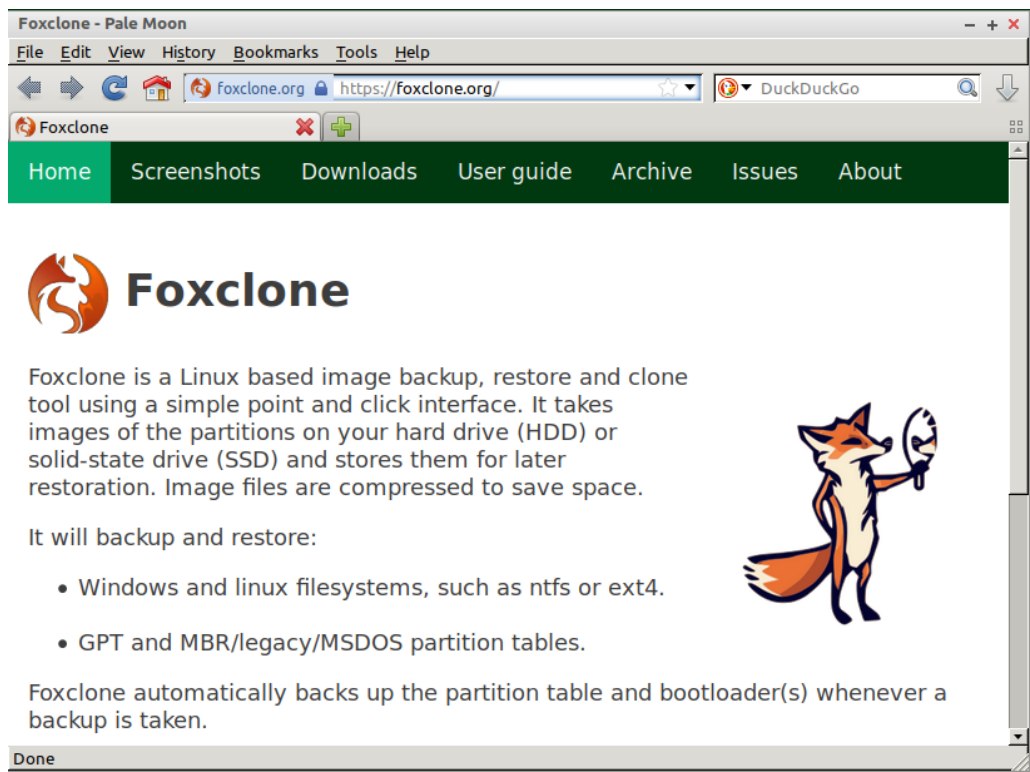 Foxclone - Pale Moon
File Edit View History Bookmarks Tools Help
foxclone.org https://foxclone.org/ DuckDuckGo
Foxclone
Home Screenshots Downloads User guide Archive Issues About
Foxclone
Foxclone is a Linux based image backup, restore and clone
tool using a simple point and click interface. It takes
images of the partitions on your hard drive (HDD) or
solid-state drive (SSD) and stores them for later
restoration. Image files are compressed to save space.
It will backup and restore:
• Windows and linux filesystems, such as ntfs or ext4.
• GPT and MBR/legacy/MSDOS partition tables.
Foxclone automatically backs up the partition table and bootloader(s) whenever a
backup is taken.
Done